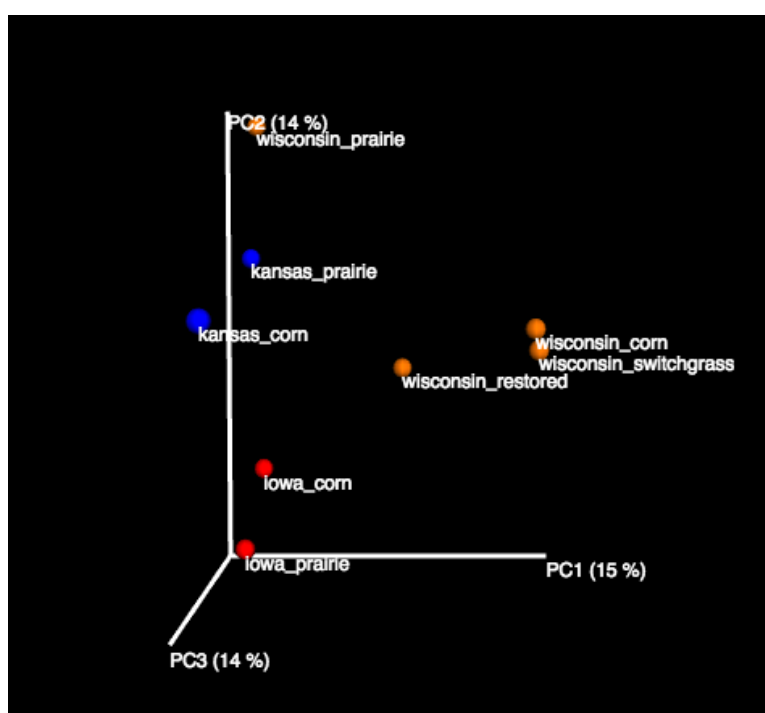 PC2 (14 %)
wisconsin_prairie
kansas_prairie
kansas_corn
wisconsin_corn
wisconsin_switchgrass
wisconsin_restored
iowa_corn
iowa_prairie
PC1 (15 %)
PC3 (14 %)